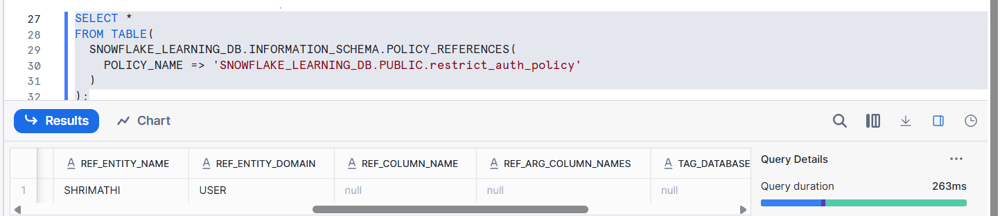 27 SELECT *
28 FROM TABLE(
29 SNOWFLAKE_LEARNING_DB.INFORMATION_SCHEMA.POLICY_REFERENCES(
30 POLICY_NAME => 'SNOWFLAKE_LEARNING_DB.PUBLIC.restrict_auth_policy'
31 )
32 );
Results Chart
A REF_ENTITY_NAME A REF_ENTITY_DOMAIN A REF_COLUMN_NAME A REF_ARG_COLUMN_NAMES A TAG_DATABASE
1 SHRIMATHI USER null null null
Query Details ...
Query duration 263ms